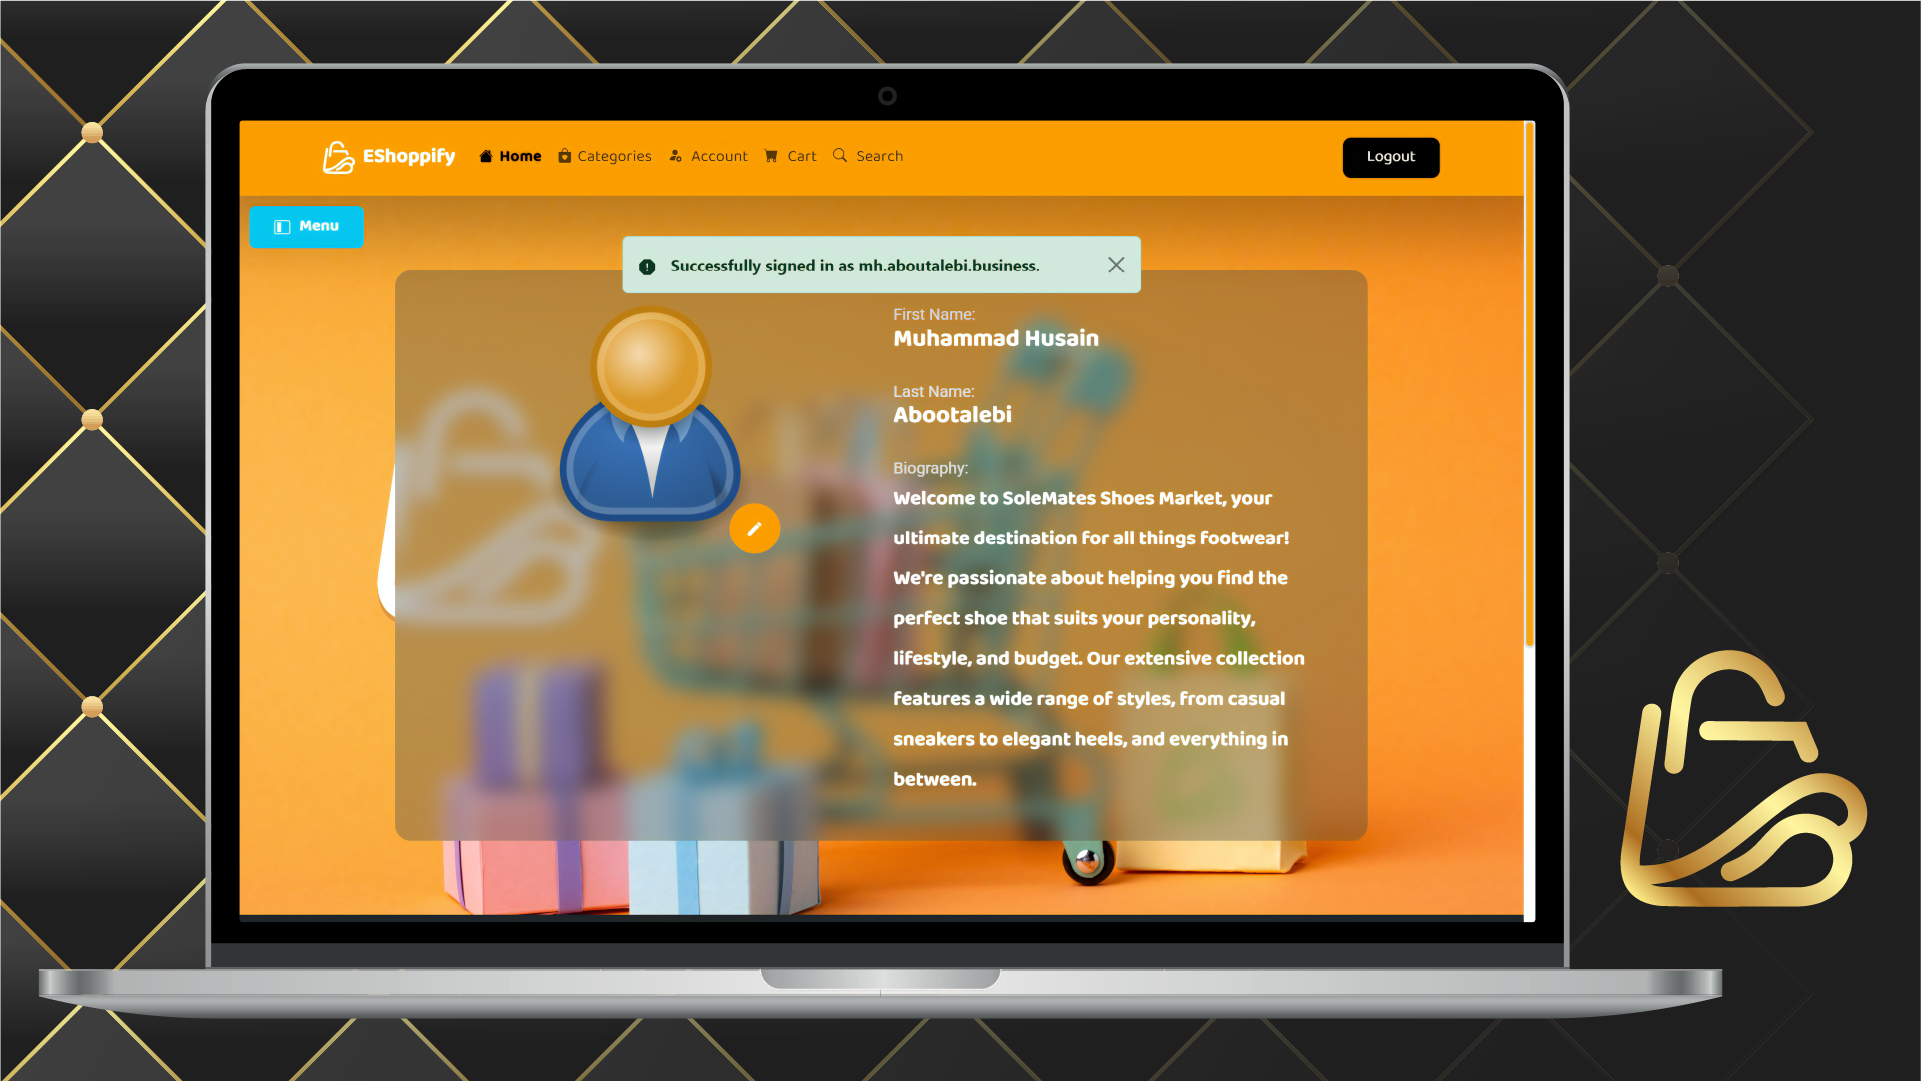 EShoppify Home Categories Account Cart Search Logout
Menu
Successfully signed in as mh.aboutalebi.business.
First Name:
Muhammad Husain
Last Name:
Abootalebi
Biography:
Welcome to SoleMates Shoes Market, your
ultimate destination for all things footwear!
We're passionate about helping you find the
perfect shoe that suits your personality,
lifestyle, and budget. Our extensive collection
features a wide range of styles, from casual
sneakers to elegant heels, and everything in
between.